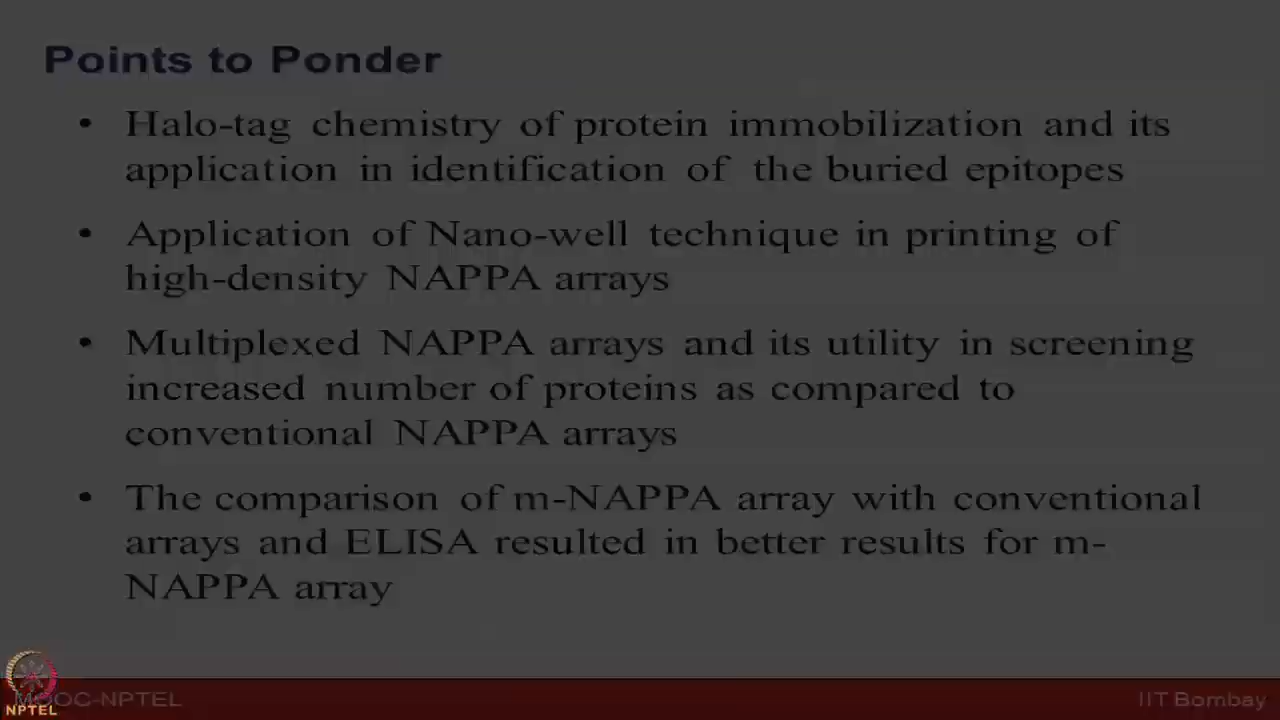 Points to Ponder
• Halo-tag chemistry of protein immobilization and its
application in identification of the buried epitopes
• Application of Nano-well technique in printing of
high-density NAPPA arrays
• Multiplexed NAPPA arrays and its utility in screening
increased number of proteins as compared to
conventional NAPPA arrays
• The comparison of m-NAPPA array with conventional
arrays and ELISA resulted in better results for m-
NAPPA array
MOOC-NPTEL
IIT Bombay
NPTEL